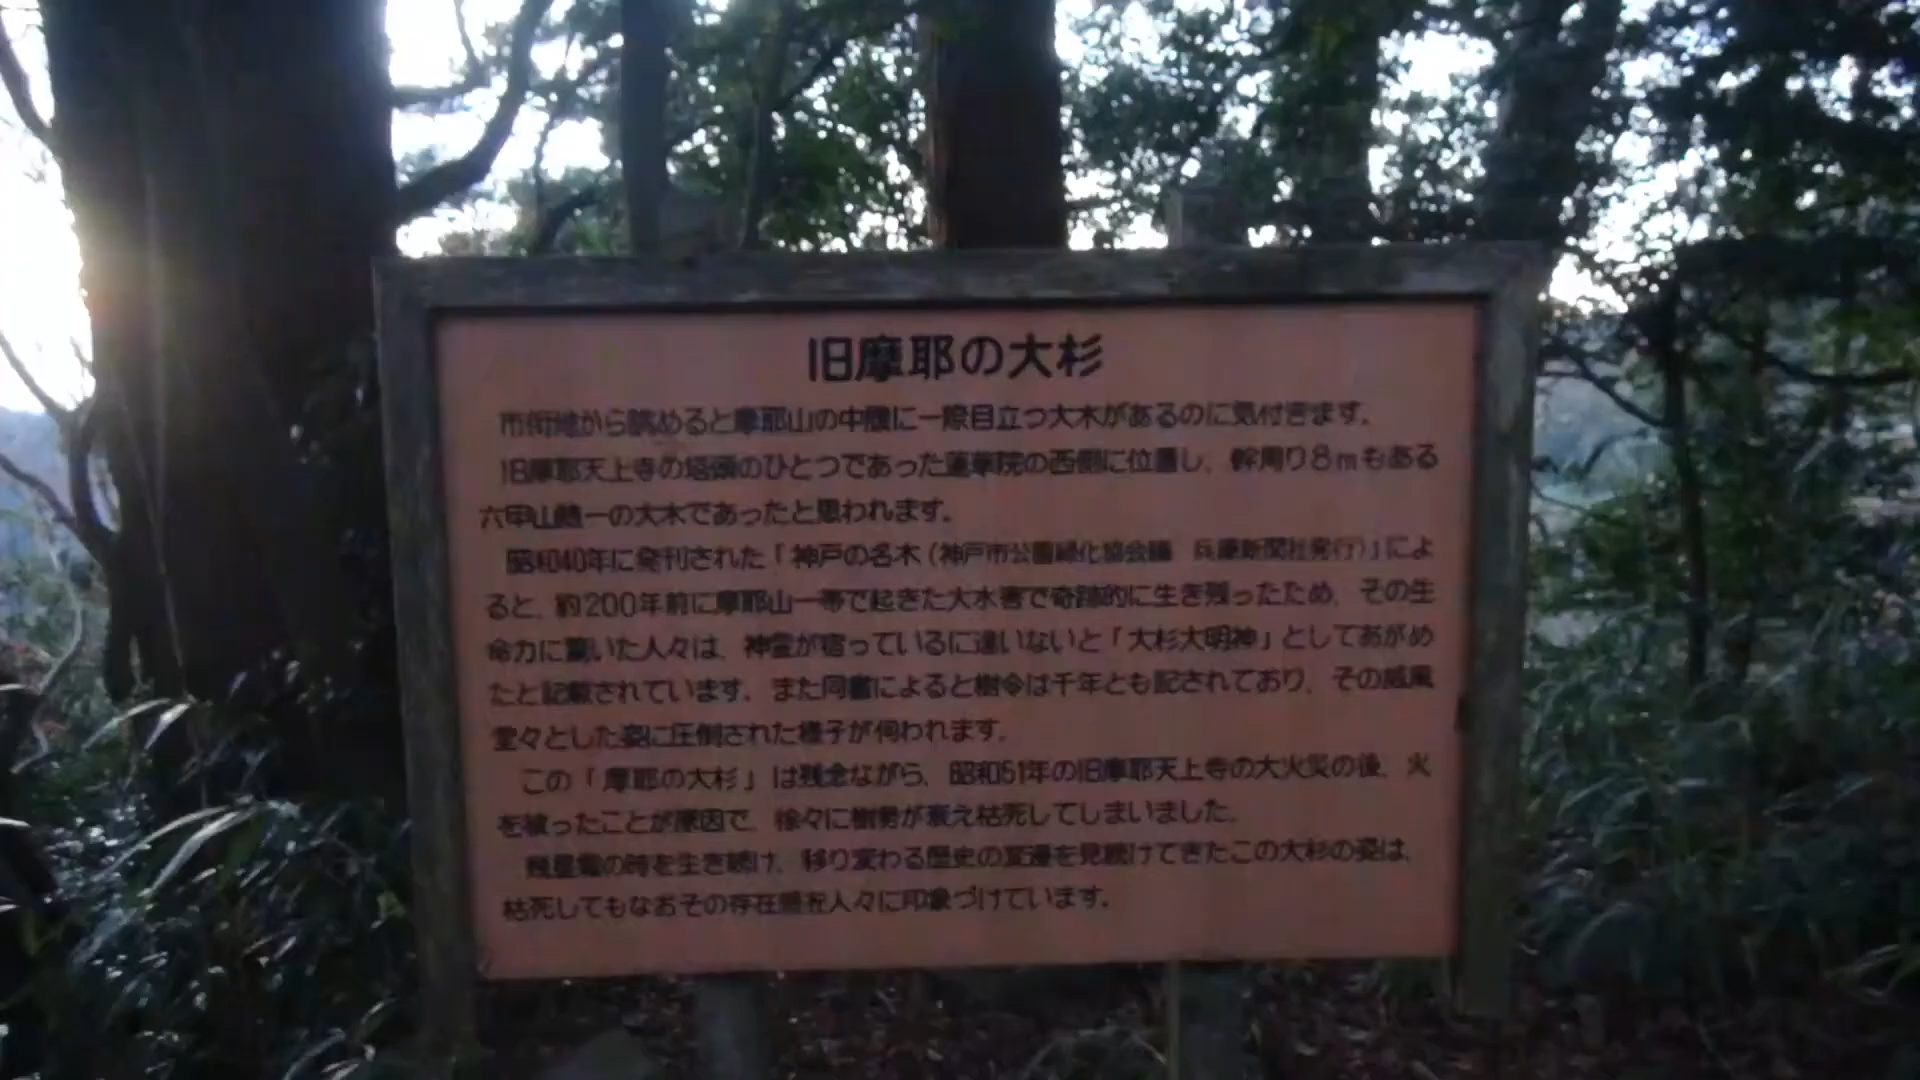 旧摩耶の大杉
市街地から眺めると摩耶山の中腹に一際目立つ大木があるのに気付きます。
旧摩耶天上寺の塔頭のひとつであった蓮華院の西側に位置し、幹周り8mもある
六甲山随一の大木であったと思われます。
昭和40年に発刊された「神戸の名木(神戸市公園緑化協会編 兵庫新聞社発行)」によ
ると、約200年前に摩耶山一帯で起きた大水害で奇跡的に生き残ったため、その生
命力に驚いた人々は、神霊が宿っているに違いないと「大杉大明神」としてあがめ
たと記載されています。また同書によると樹令は千年とも記されており、その威風
堂々とした姿に圧倒された様子が伺われます。
この「摩耶の大杉」は残念ながら、昭和51年の旧摩耶天上寺の大火災の後、火
を被ったことが原因で、徐々に樹勢が衰え枯死してしまいました。
幾星霜の時を生き続け、移り変わる歴史の変遷を見続けてきたこの大杉の姿は、
枯死してもなおその存在感を人々に印象づけています。